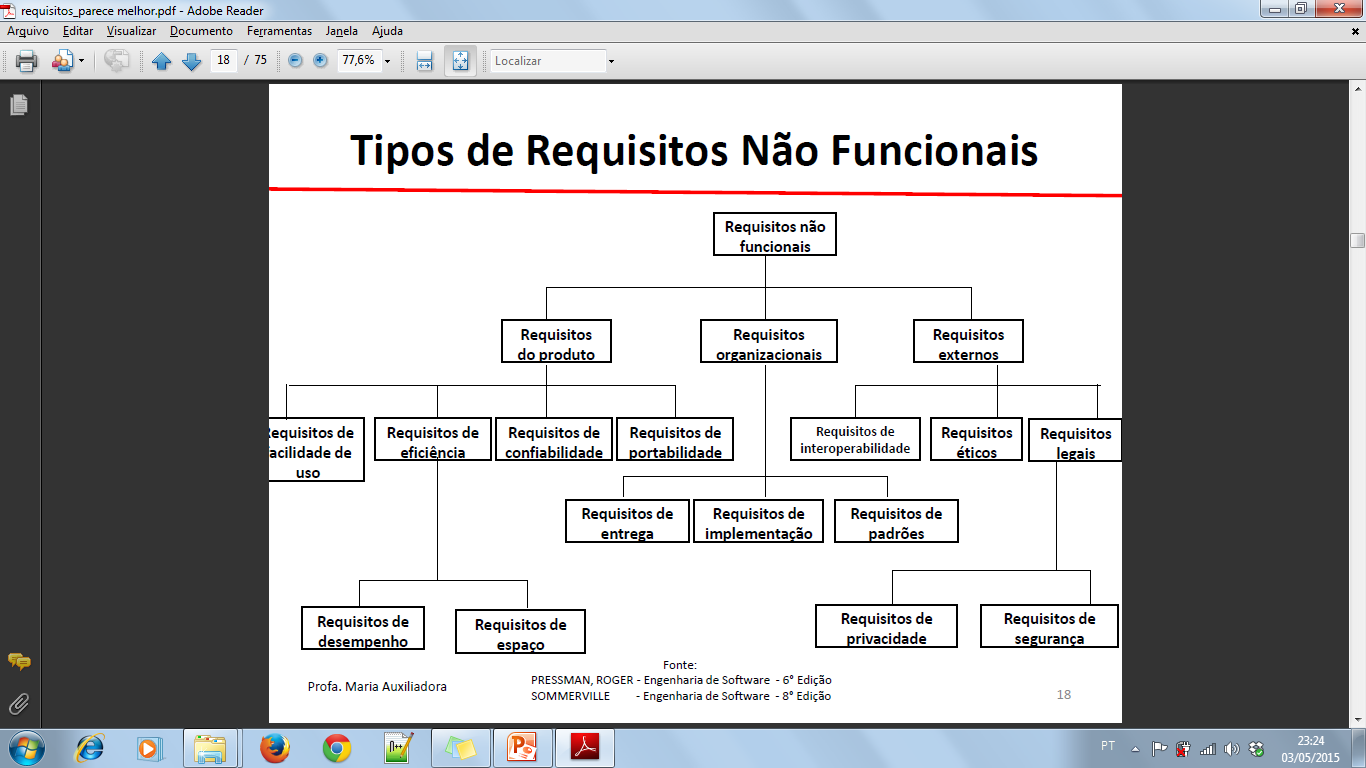 requisitos_parece melhor.pdf - Adobe Reader
Arquivo Editar Visualizar Documento Ferramentas Janela Ajuda
18 / 75 77,6% Localizar
Tipos de Requisitos Não Funcionais
Requisitos não
funcionais
Requisitos
do produto
Requisitos
organizacionais
Requisitos
externos
Requisitos de
facilidade de
uso
Requisitos de
eficiência
Requisitos de
confiabilidade
Requisitos de
portabilidade
Requisitos de
interoperabilidade
Requisitos
éticos
Requisitos
legais
Requisitos de
entrega
Requisitos de
implementação
Requisitos de
padrões
Requisitos de
desempenho
Requisitos de
espaço
Requisitos de
privacidade
Requisitos de
segurança
Fonte:
PRESSMAN, ROGER - Engenharia de Software - 6° Edição
SOMMERVILLE - Engenharia de Software - 8° Edição
Profa. Maria Auxiliadora
18
PT
23:24
03/05/2015